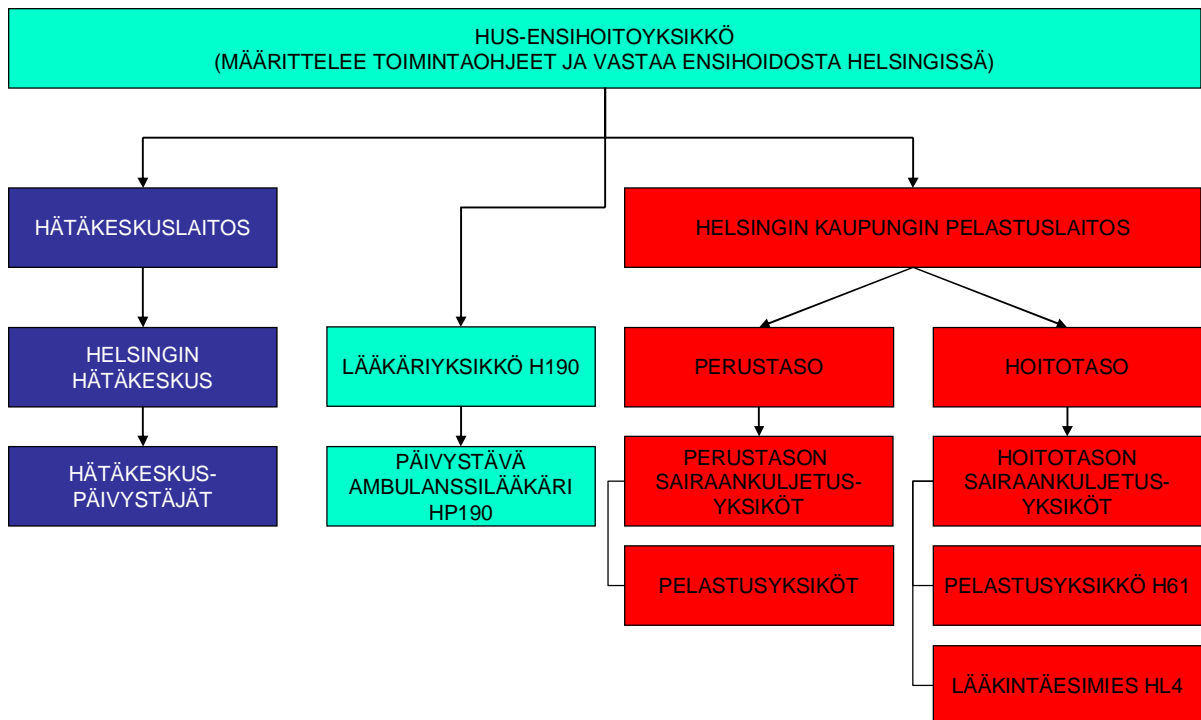 HUS-ENSIHOITOYKSIKKÖ
(MÄÄRITTELEE TOIMINTAOHJEET JA VASTAA ENSIHOIDOSTA HELSINGISSÄ)
HÄTÄKESKUSLAITOS
HELSINGIN KAUPUNGIN PELASTUSLAITOS
HELSINGIN
HÄTÄKESKUS
LÄÄKÄRIYKSIKKÖ H190
PERUSTASO
HOITOTASO
HÄTÄKESKUS-
PÄIVYSTÄJÄT
PÄIVYSTÄVÄ
AMBULANSSILÄÄKÄRI
HP190
PERUSTASON
SAIRAANKULJETUS-
YKSIKÖT
HOITOTASON
SAIRAANKULJETUS-
YKSIKÖT
PELASTUSYKSIKÖT
PELASTUSYKSIKKÖ H61
LÄÄKINTÄESIMIES HL4